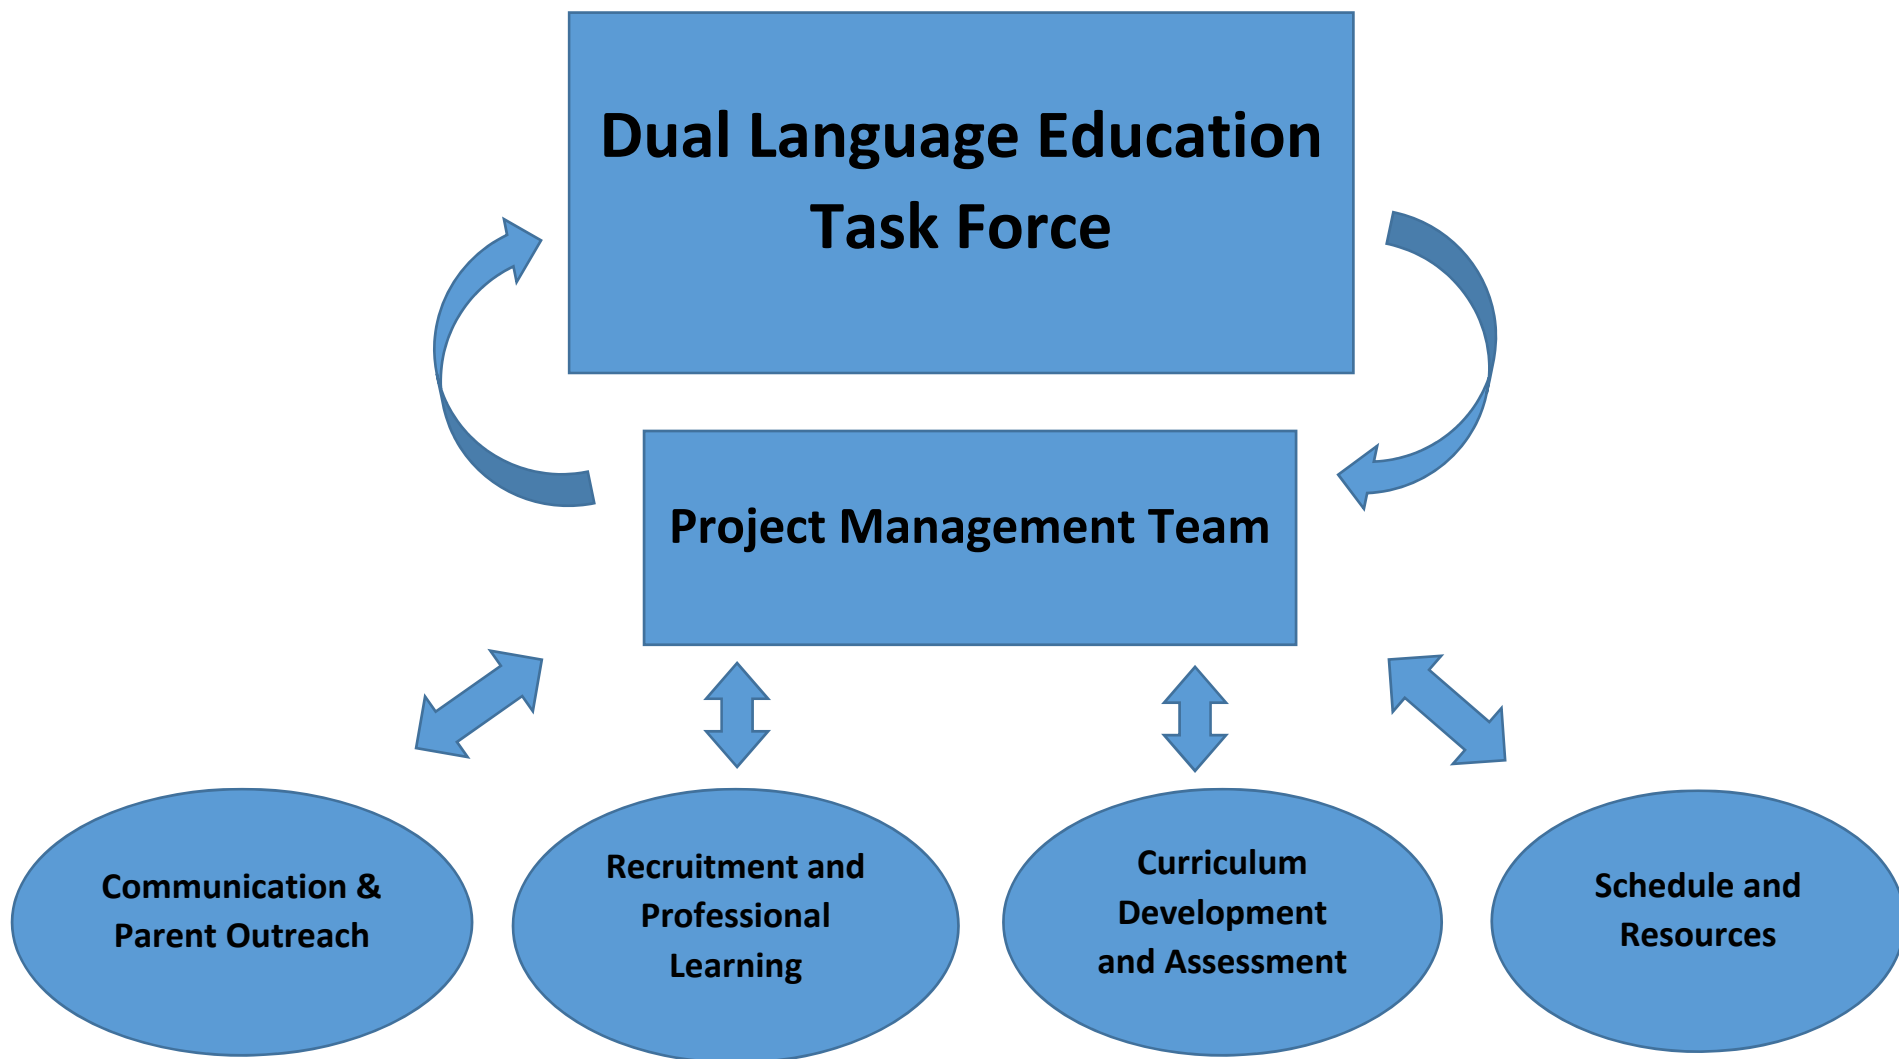 Dual Language Education
Task Force
Project Management Team
Communication &
Parent Outreach
Recruitment and
Professional
Learning
Curriculum
Development
and Assessment
Schedule and
Resources